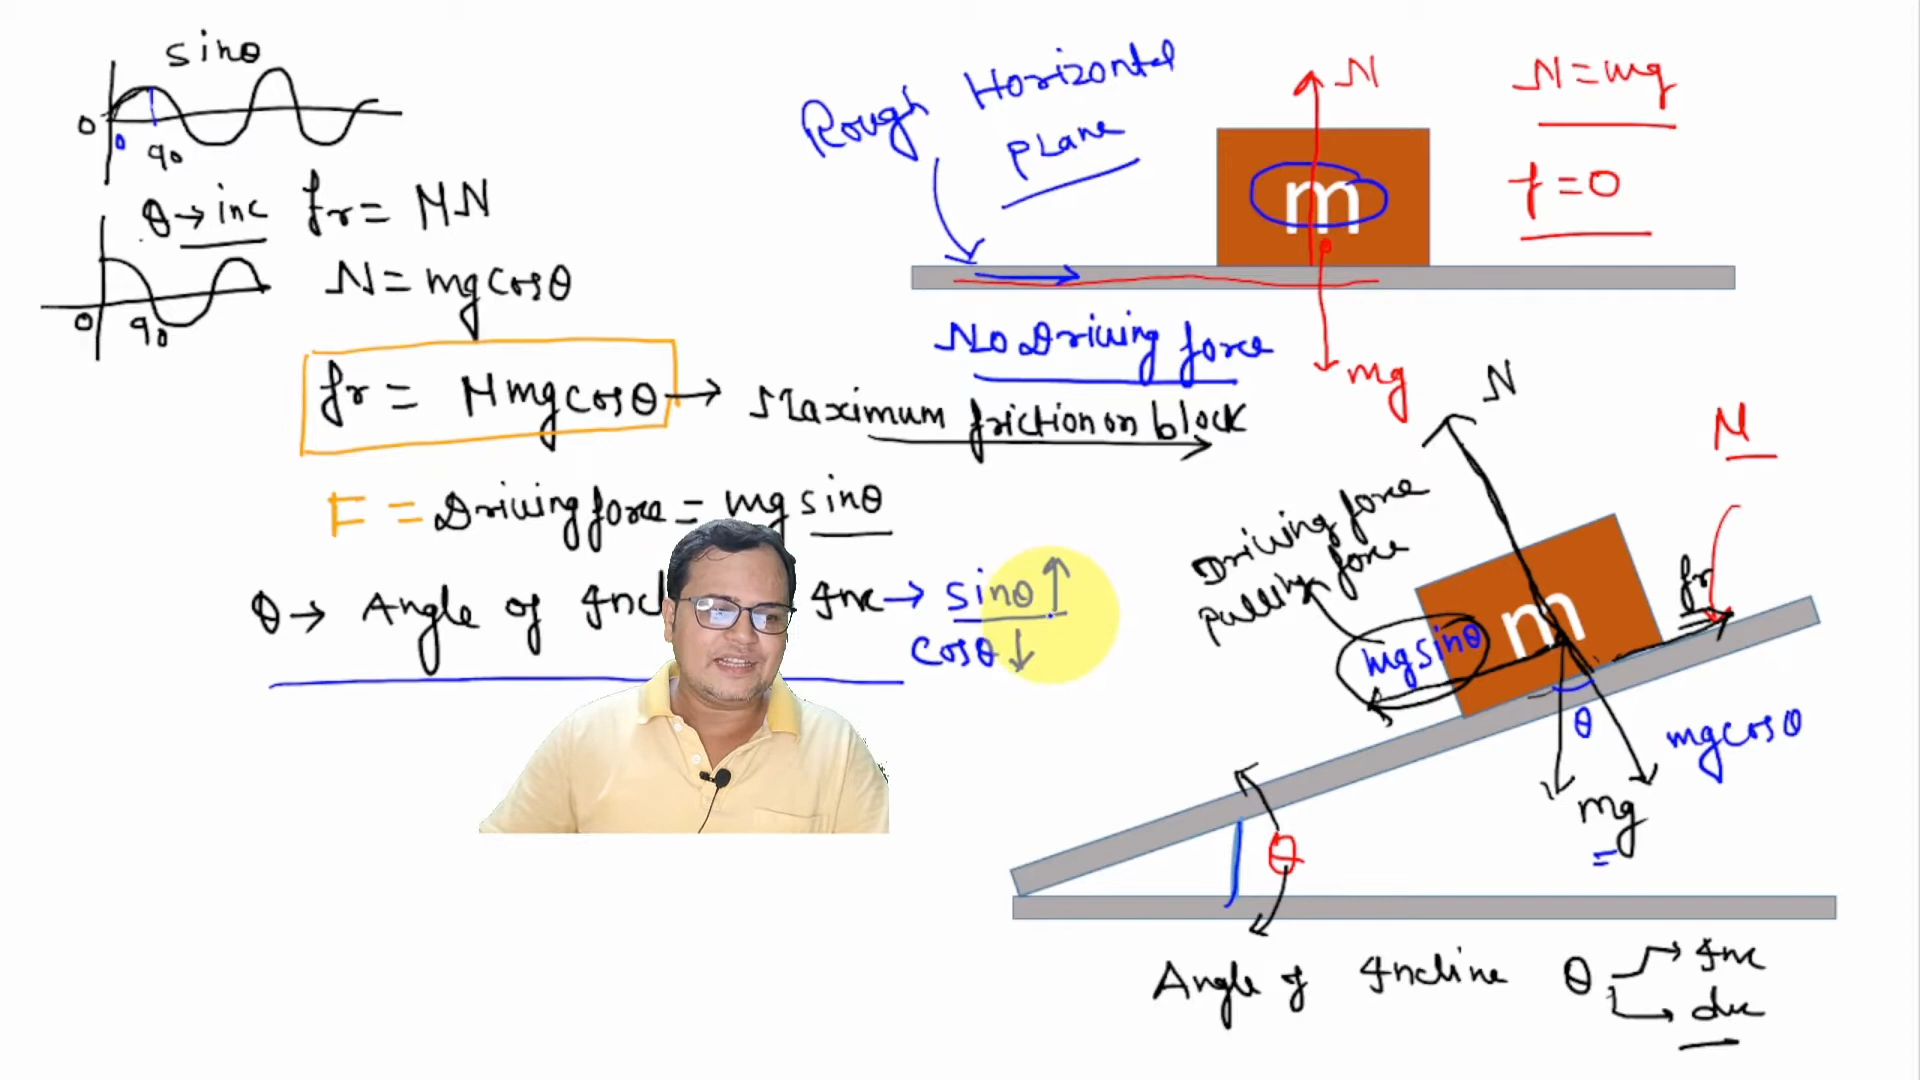 sinθ
0
0
90
θ → inc
fr = μN
0
90
N = mg cosθ
fr = μmg cosθ → Maximum friction on block
F = Driving force = mg sinθ
θ → Angle of Inc → sinθ ↑
cosθ ↓
Rough Horizontal
Plane
N
m
mg
N = mg
f = 0
No Driving force
N
μ
Driving force
Pulling force
fr
m
mg sinθ
θ
mg cosθ
mg
θ
Angle of Incline θ → Inc
→ dec